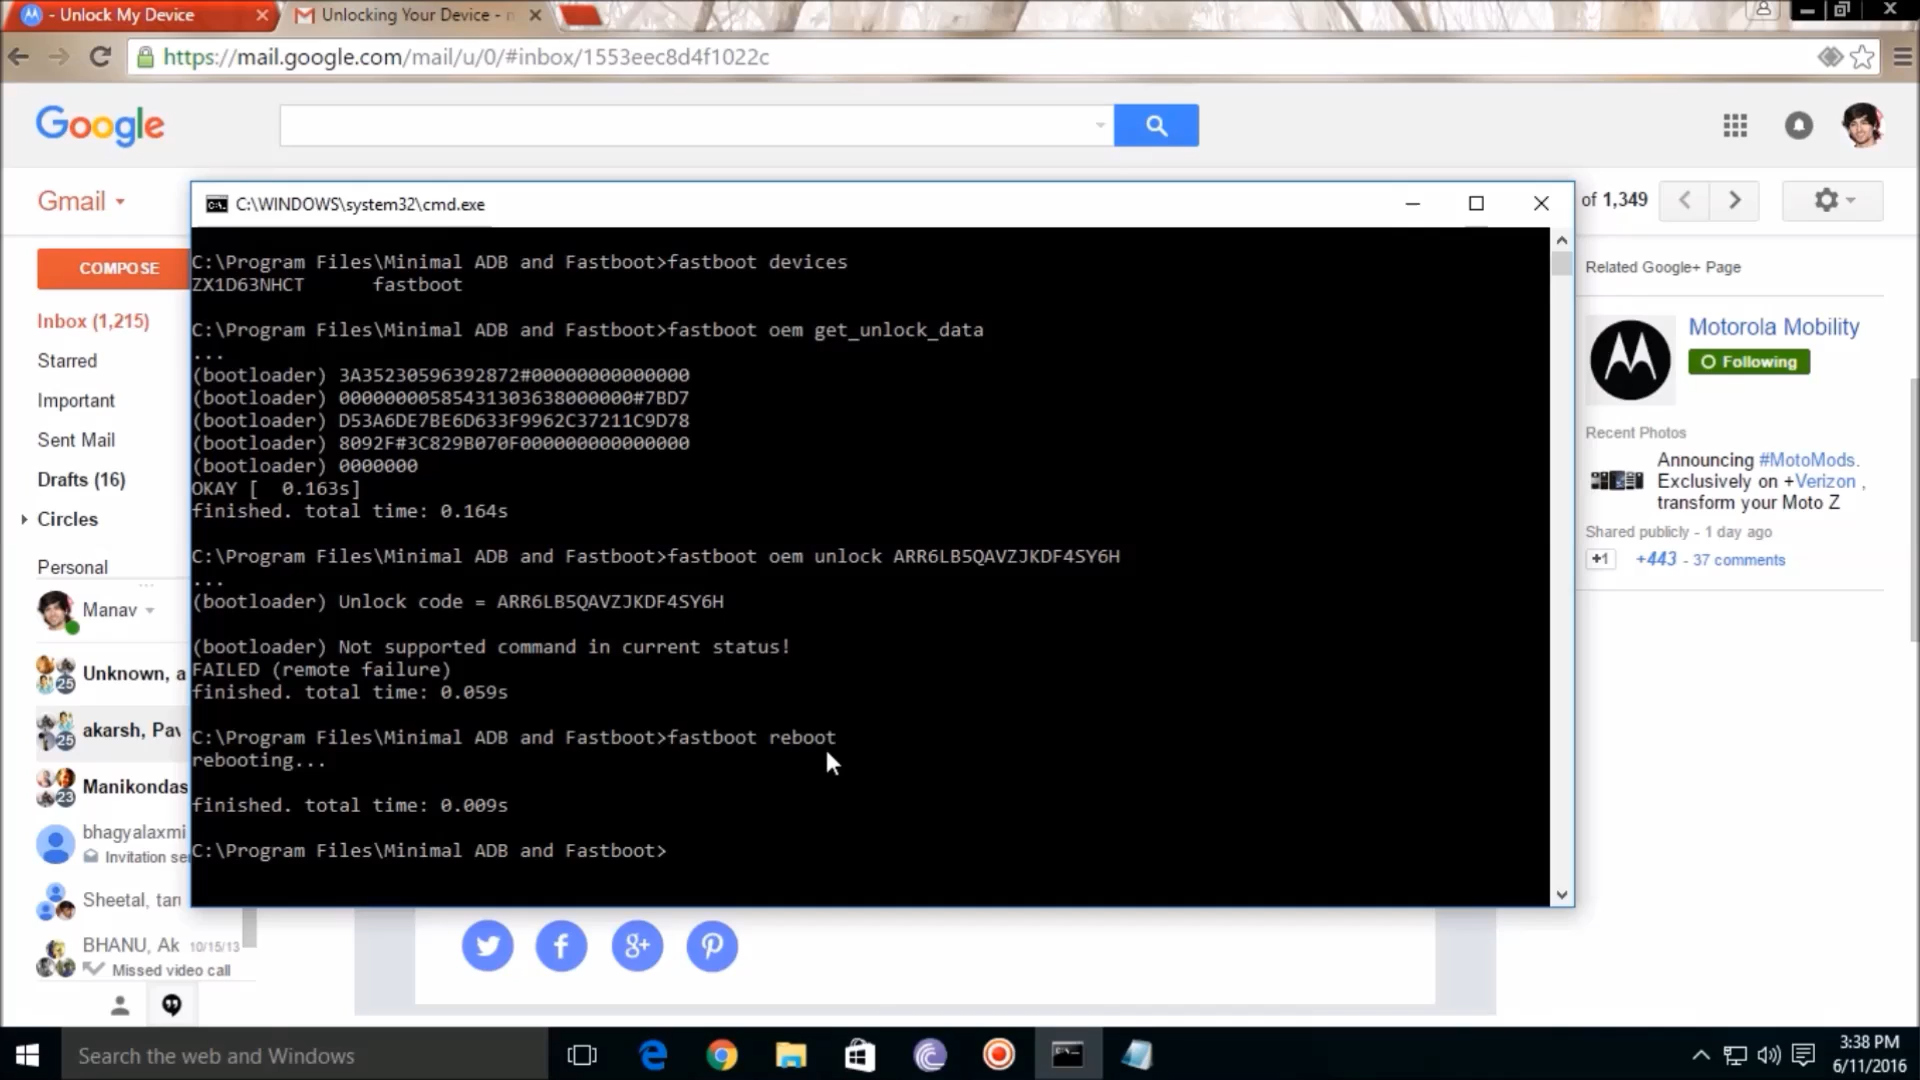 - Unlock My Device
Unlocking Your Device -
https://mail.google.com/mail/u/0/#inbox/1553eec8d4f1022c
Google
Gmail
of 1,349
C:\WINDOWS\system32\cmd.exe
COMPOSE
Inbox (1,215)
Starred
Important
Sent Mail
Drafts (16)
Circles
Personal
Manav
Unknown, a
25
akarsh, Pav
25
Manikondas
23
bhagyalaxmi
Invitation se
Sheetal, tar
BHANU, Ak 10/15/13
Missed video call
C:\Program Files\Minimal ADB and Fastboot>fastboot devices
ZX1D63NHCT fastboot
C:\Program Files\Minimal ADB and Fastboot>fastboot oem get_unlock_data
...
(bootloader) 3A35230596392872#00000000000000
(bootloader) 0000000058543130363800000​0#7BD7
(bootloader) D53A6DE7BE6D633F9962C37211C9D78
(bootloader) 8092F#3C829B070F000000000000000
(bootloader) 0000000
OKAY [ 0.163s]
finished. total time: 0.164s
C:\Program Files\Minimal ADB and Fastboot>fastboot oem unlock ARR6LB5QAVZJKDF4SY6H
...
(bootloader) Unlock code = ARR6LB5QAVZJKDF4SY6H
(bootloader) Not supported command in current status!
FAILED (remote failure)
finished. total time: 0.059s
C:\Program Files\Minimal ADB and Fastboot>fastboot reboot
rebooting...
finished. total time: 0.009s
C:\Program Files\Minimal ADB and Fastboot>
Related Google+ Page
Motorola Mobility
Following
Recent Photos
Announcing #MotoMods.
Exclusively on +Verizon ,
transform your Moto Z
Shared publicly - 1 day ago
+1 +443 - 37 comments
Search the web and Windows
3:38 PM
6/11/2016